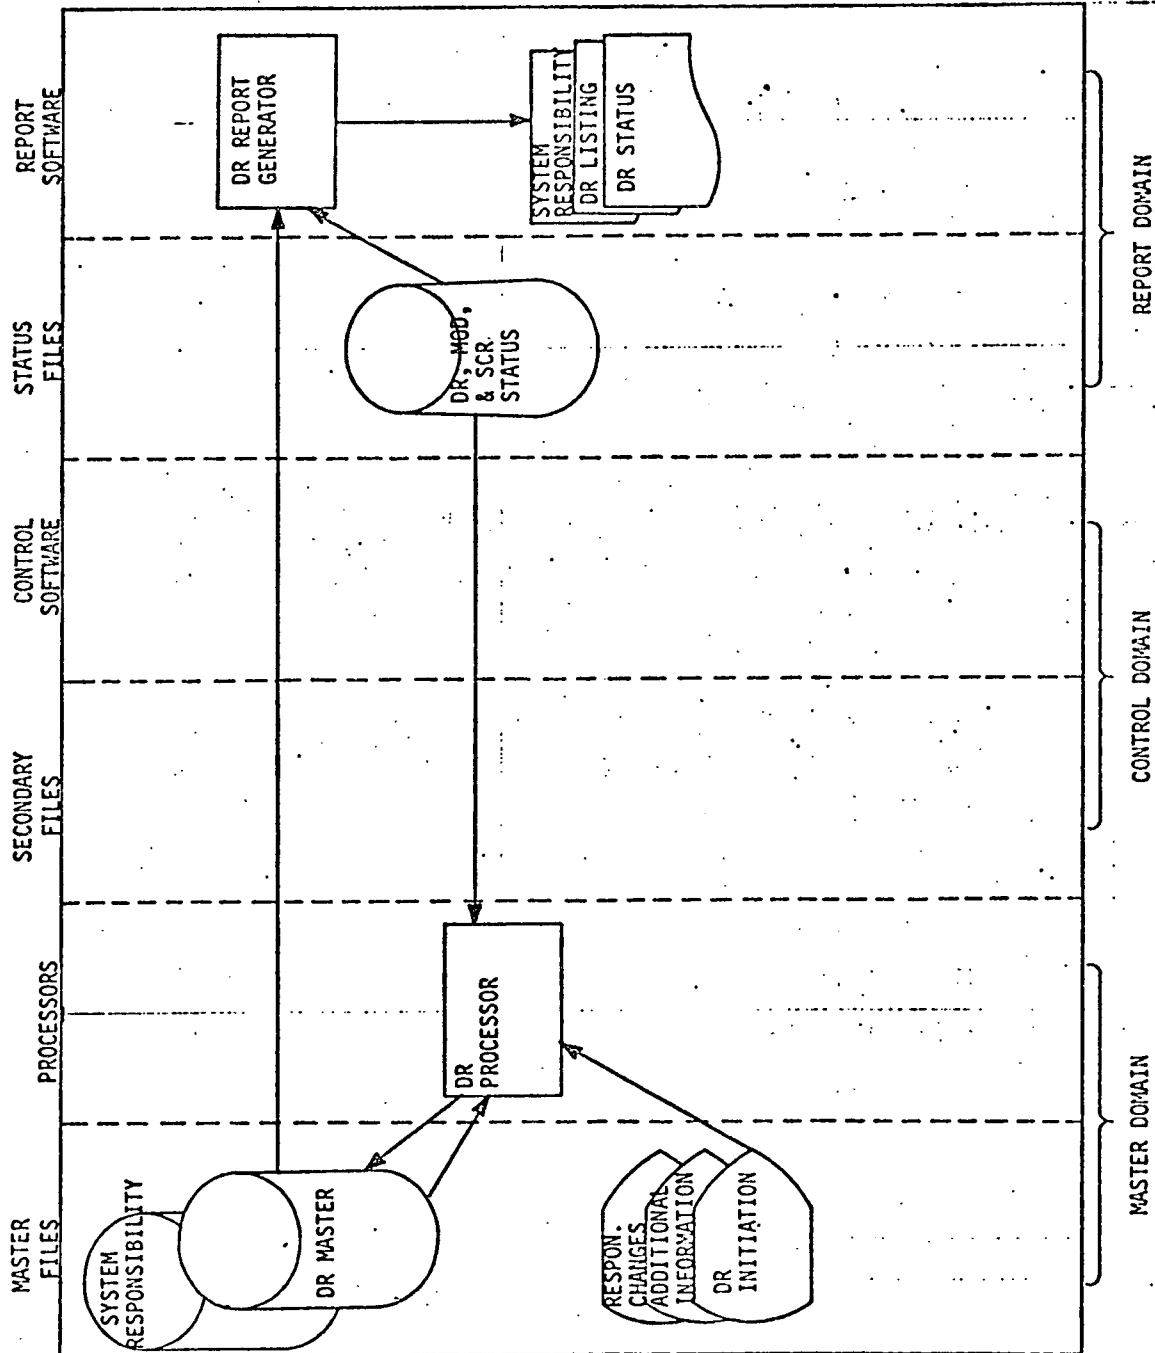 MASTER
FILES
PROCESSORS
SECONDARY
FILES
CONTROL
SOFTWARE
STATUS
FILES
REPORT
SOFTWARE
SYSTEM
RESPONSIBILITY
DR MASTER
DR
PROCESSOR
DR, MOD,
& SCR
STATUS
DR REPORT
GENERATOR
SYSTEM
RESPONSIBILITY
DR LISTING
DR STATUS
RESPON.
CHANGES
ADDITIONAL
INFORMATION
DR
INITIATION
MASTER DOMAIN
CONTROL DOMAIN
REPORT DOMAIN